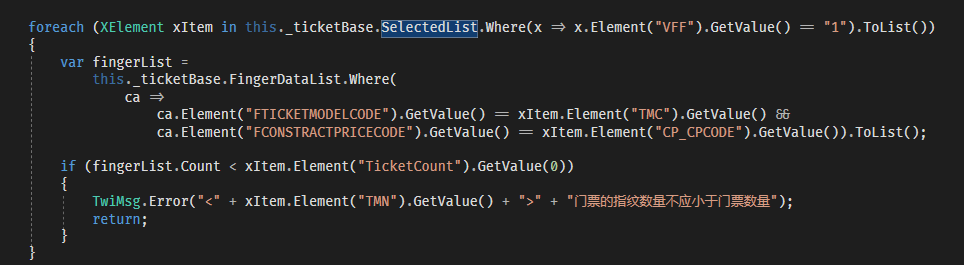 foreach (XElement xItem in this._ticketBase.SelectedList.Where(x => x.Element("VFF").GetValue() == "1").ToList())
{
    var fingerList =
        this._ticketBase.FingerDataList.Where(
            ca =>
                ca.Element("FTICKETMODELCODE").GetValue() == xItem.Element("TMC").GetValue() &&
                ca.Element("FCONSTRACTPRICECODE").GetValue() == xItem.Element("CP_CPCODE").GetValue()).ToList();
    if (fingerList.Count < xItem.Element("TicketCount").GetValue(0))
    {
        TwiMsg.Error("<" + xItem.Element("TMN").GetValue() + ">" + "门票的指纹数量不应小于门票数量");
        return;
    }
}